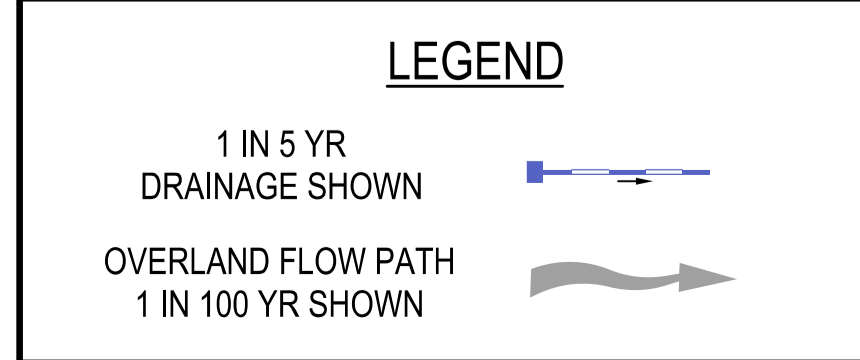 LEGEND
1 IN 5 YR
DRAINAGE SHOWN
OVERLAND FLOW PATH
1 IN 100 YR SHOWN